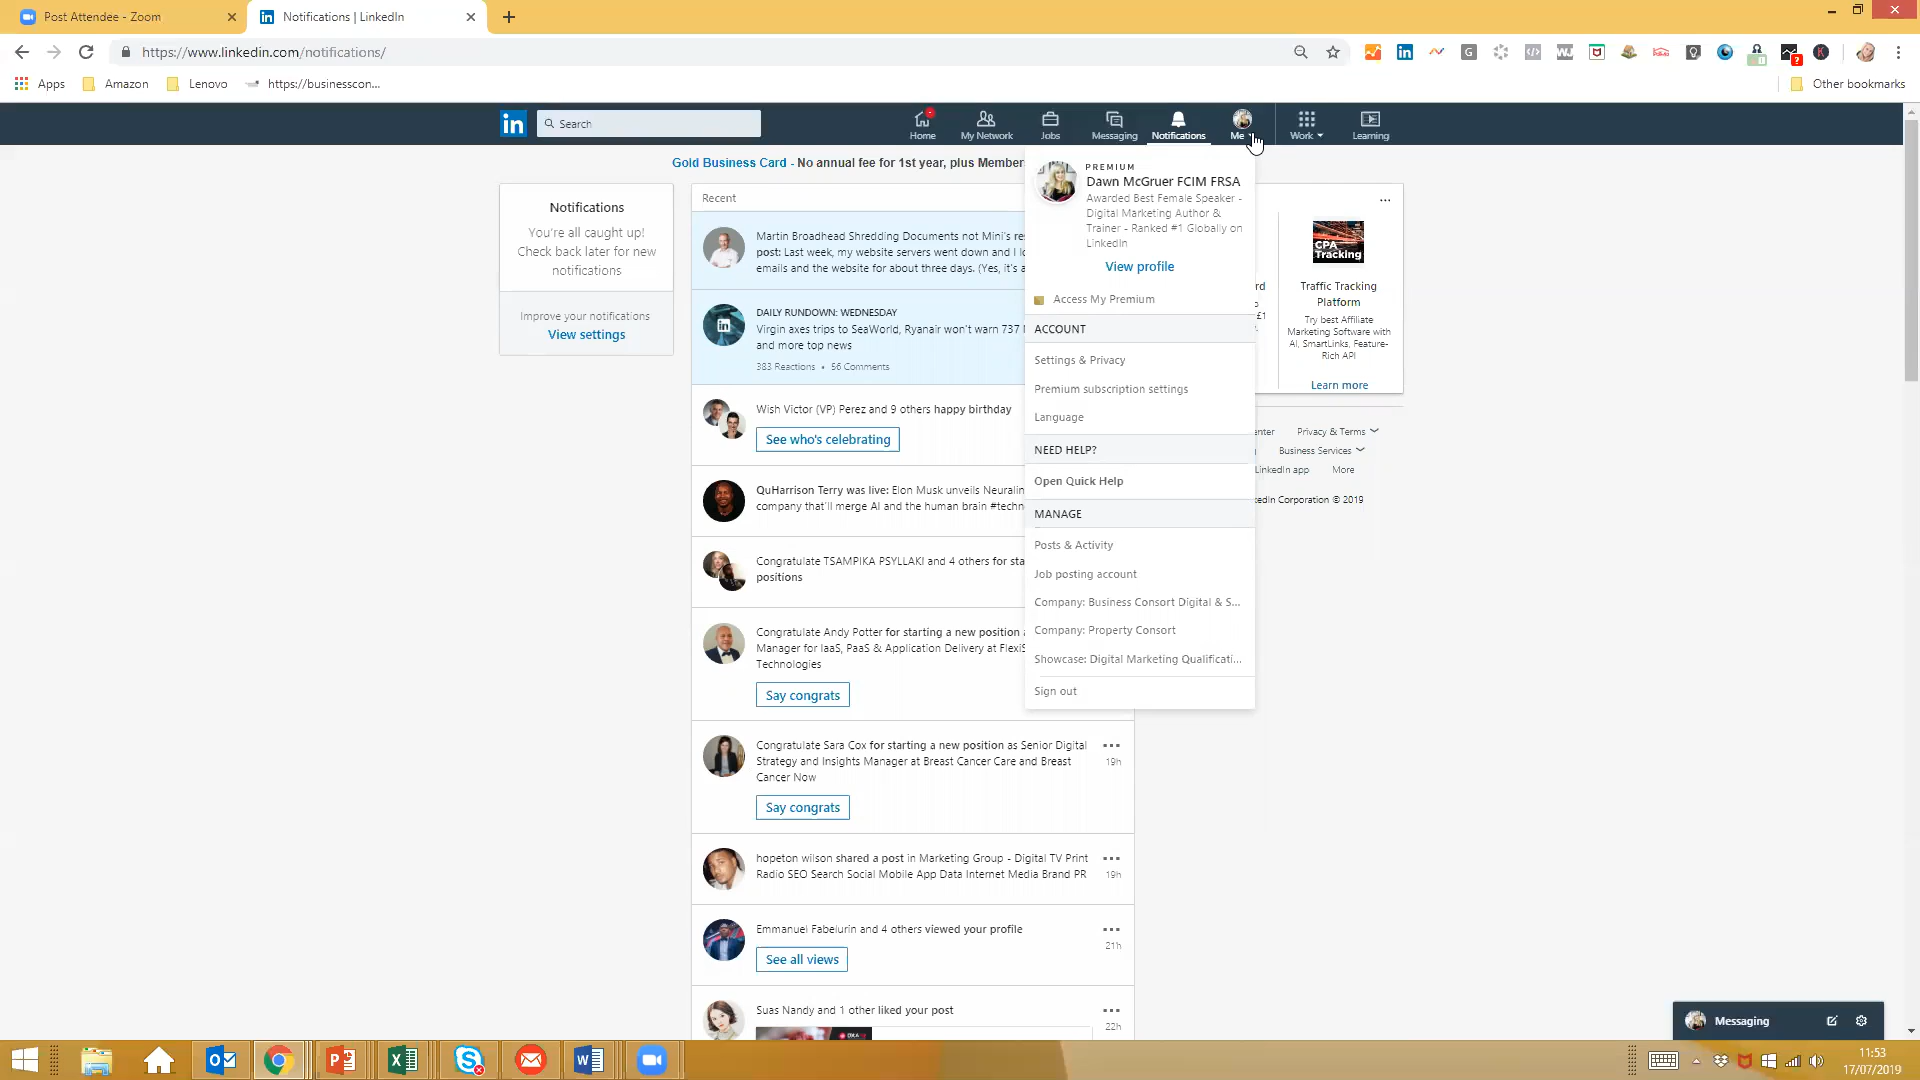 Post Attendee - Zoom
Notifications | LinkedIn
https://www.linkedin.com/notifications/
Apps
Amazon
Lenovo
https://businesscon...
Other bookmarks
in
Search
Home
My Network
Jobs
Messaging
Notifications
Me
Work
Learning
Gold Business Card - No annual fee for 1st year, plus Member
Notifications
You're all caught up!
Check back later for new
notifications
Improve your notifications
View settings
Recent
Martin Broadhead Shredding Documents not Mini's res
post: Last week, my website servers went down and I lo
emails and the website for about three days. (Yes, it's a
DAILY RUNDOWN: WEDNESDAY
Virgin axes trips to SeaWorld, Ryanair won't warn 737 M
and more top news
383 Reactions • 56 Comments
Wish Victor (VP) Perez and 9 others happy birthday
See who's celebrating
QuHarrison Terry was live: Elon Musk unveils Neuralin
company that'll merge AI and the human brain #techn
Congratulate TSAMPIKA PSYLLAKI and 4 others for sta
positions
Congratulate Andy Potter for starting a new position a
Manager for IaaS, PaaS & Application Delivery at FlexiS
Technologies
Say congrats
Congratulate Sara Cox for starting a new position as Senior Digital
Strategy and Insights Manager at Breast Cancer Care and Breast
Cancer Now
19h
Say congrats
hopeton wilson shared a post in Marketing Group - Digital TV Print
Radio SEO Search Social Mobile App Data Internet Media Brand PR
19h
Emmanuel Fabeiurin and 4 others viewed your profile
21h
See all views
Suas Nandy and 1 other liked your post
22h
PREMIUM
Dawn McGruer FCIM FRSA
Awarded Best Female Speaker -
Digital Marketing Author &
Trainer - Ranked #1 Globally on
LinkedIn
View profile
Access My Premium
ACCOUNT
Settings & Privacy
Premium subscription settings
Language
NEED HELP?
Open Quick Help
MANAGE
Posts & Activity
Job posting account
Company: Business Consort Digital & S...
Company: Property Consort
Showcase: Digital Marketing Qualificati...
Sign out
rd
£1
CPA
Tracking
Traffic Tracking
Platform
Try best Affiliate
Marketing Software with
AI, SmartLinks, Feature-
Rich API
Learn more
enter
Privacy & Terms
Business Services
LinkedIn app
More
edIn Corporation © 2019
Messaging
11:53
17/07/2019